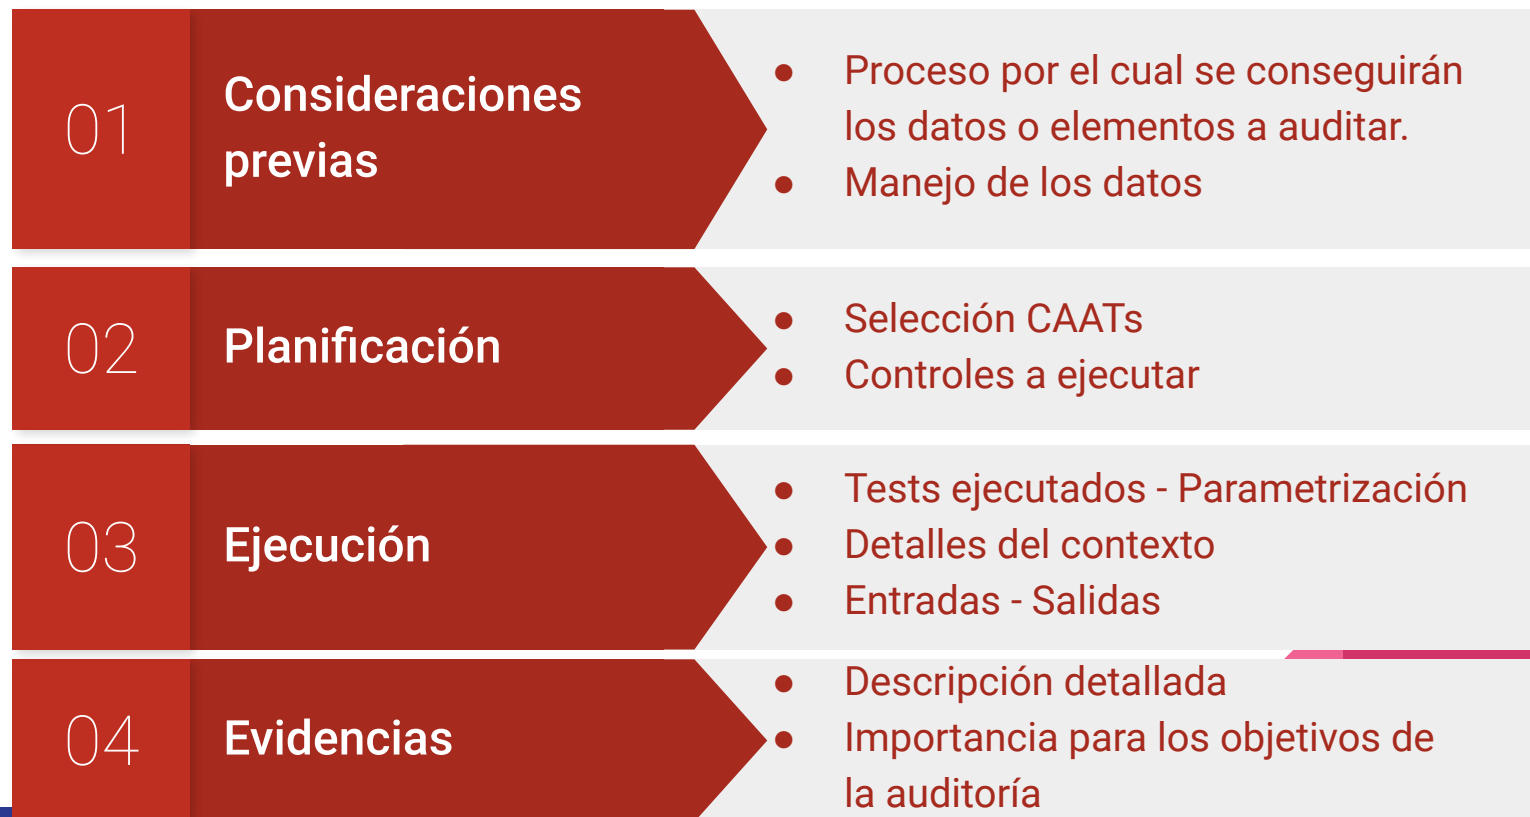 01
Consideraciones
previas
● Proceso por el cual se conseguirán
los datos o elementos a auditar.
● Manejo de los datos
02
Planificación
● Selección CAATs
● Controles a ejecutar
03
Ejecución
● Tests ejecutados - Parametrización
● Detalles del contexto
● Entradas - Salidas
04
Evidencias
● Descripción detallada
● Importancia para los objetivos de
la auditoría